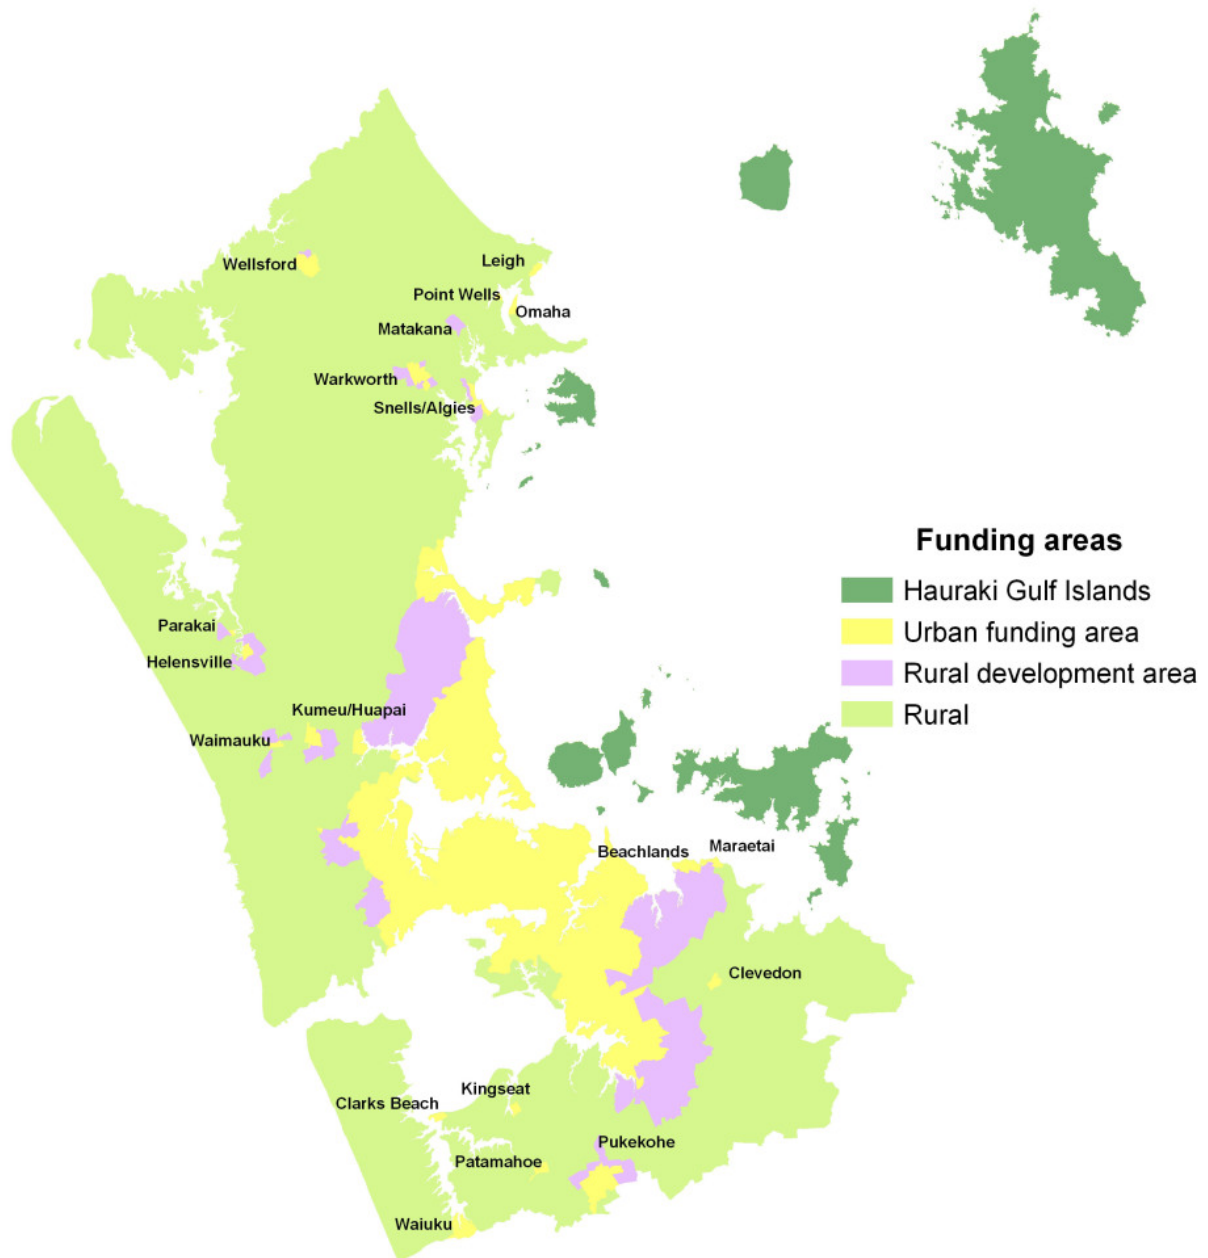 Wellsford
Leigh
Point Wells
Omaha
Matakana
Warkworth
Snells/Algies
Funding areas
Hauraki Gulf Islands
Urban funding area
Rural development area
Rural
Parakai
Helensville
Kumeu/Huapai
Waimauku
Beachlands
Maraetai
Clevedon
Kingseat
Clarks Beach
Pukekohe
Patamahoe
Waiuku